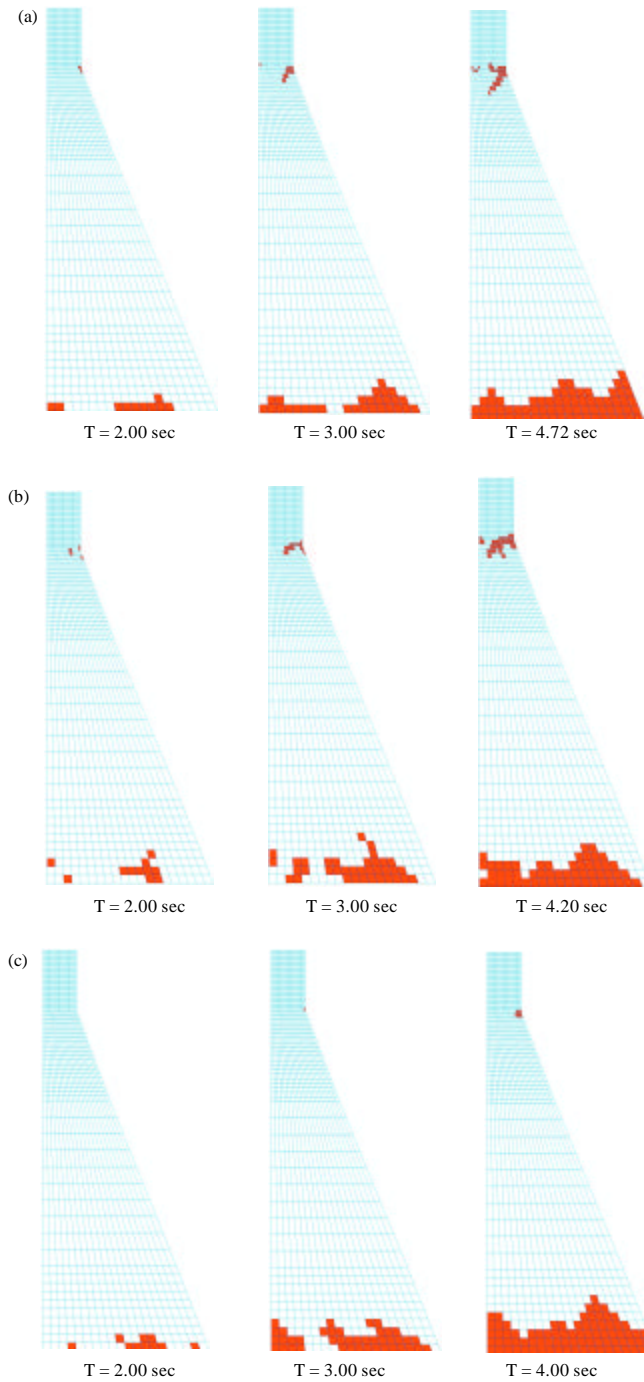 (a)
T = 2.00 sec T = 3.00 sec T = 4.72 sec
(b)
T = 2.00 sec T = 3.00 sec T = 4.20 sec
(c)
T = 2.00 sec T = 3.00 sec T = 4.00 sec